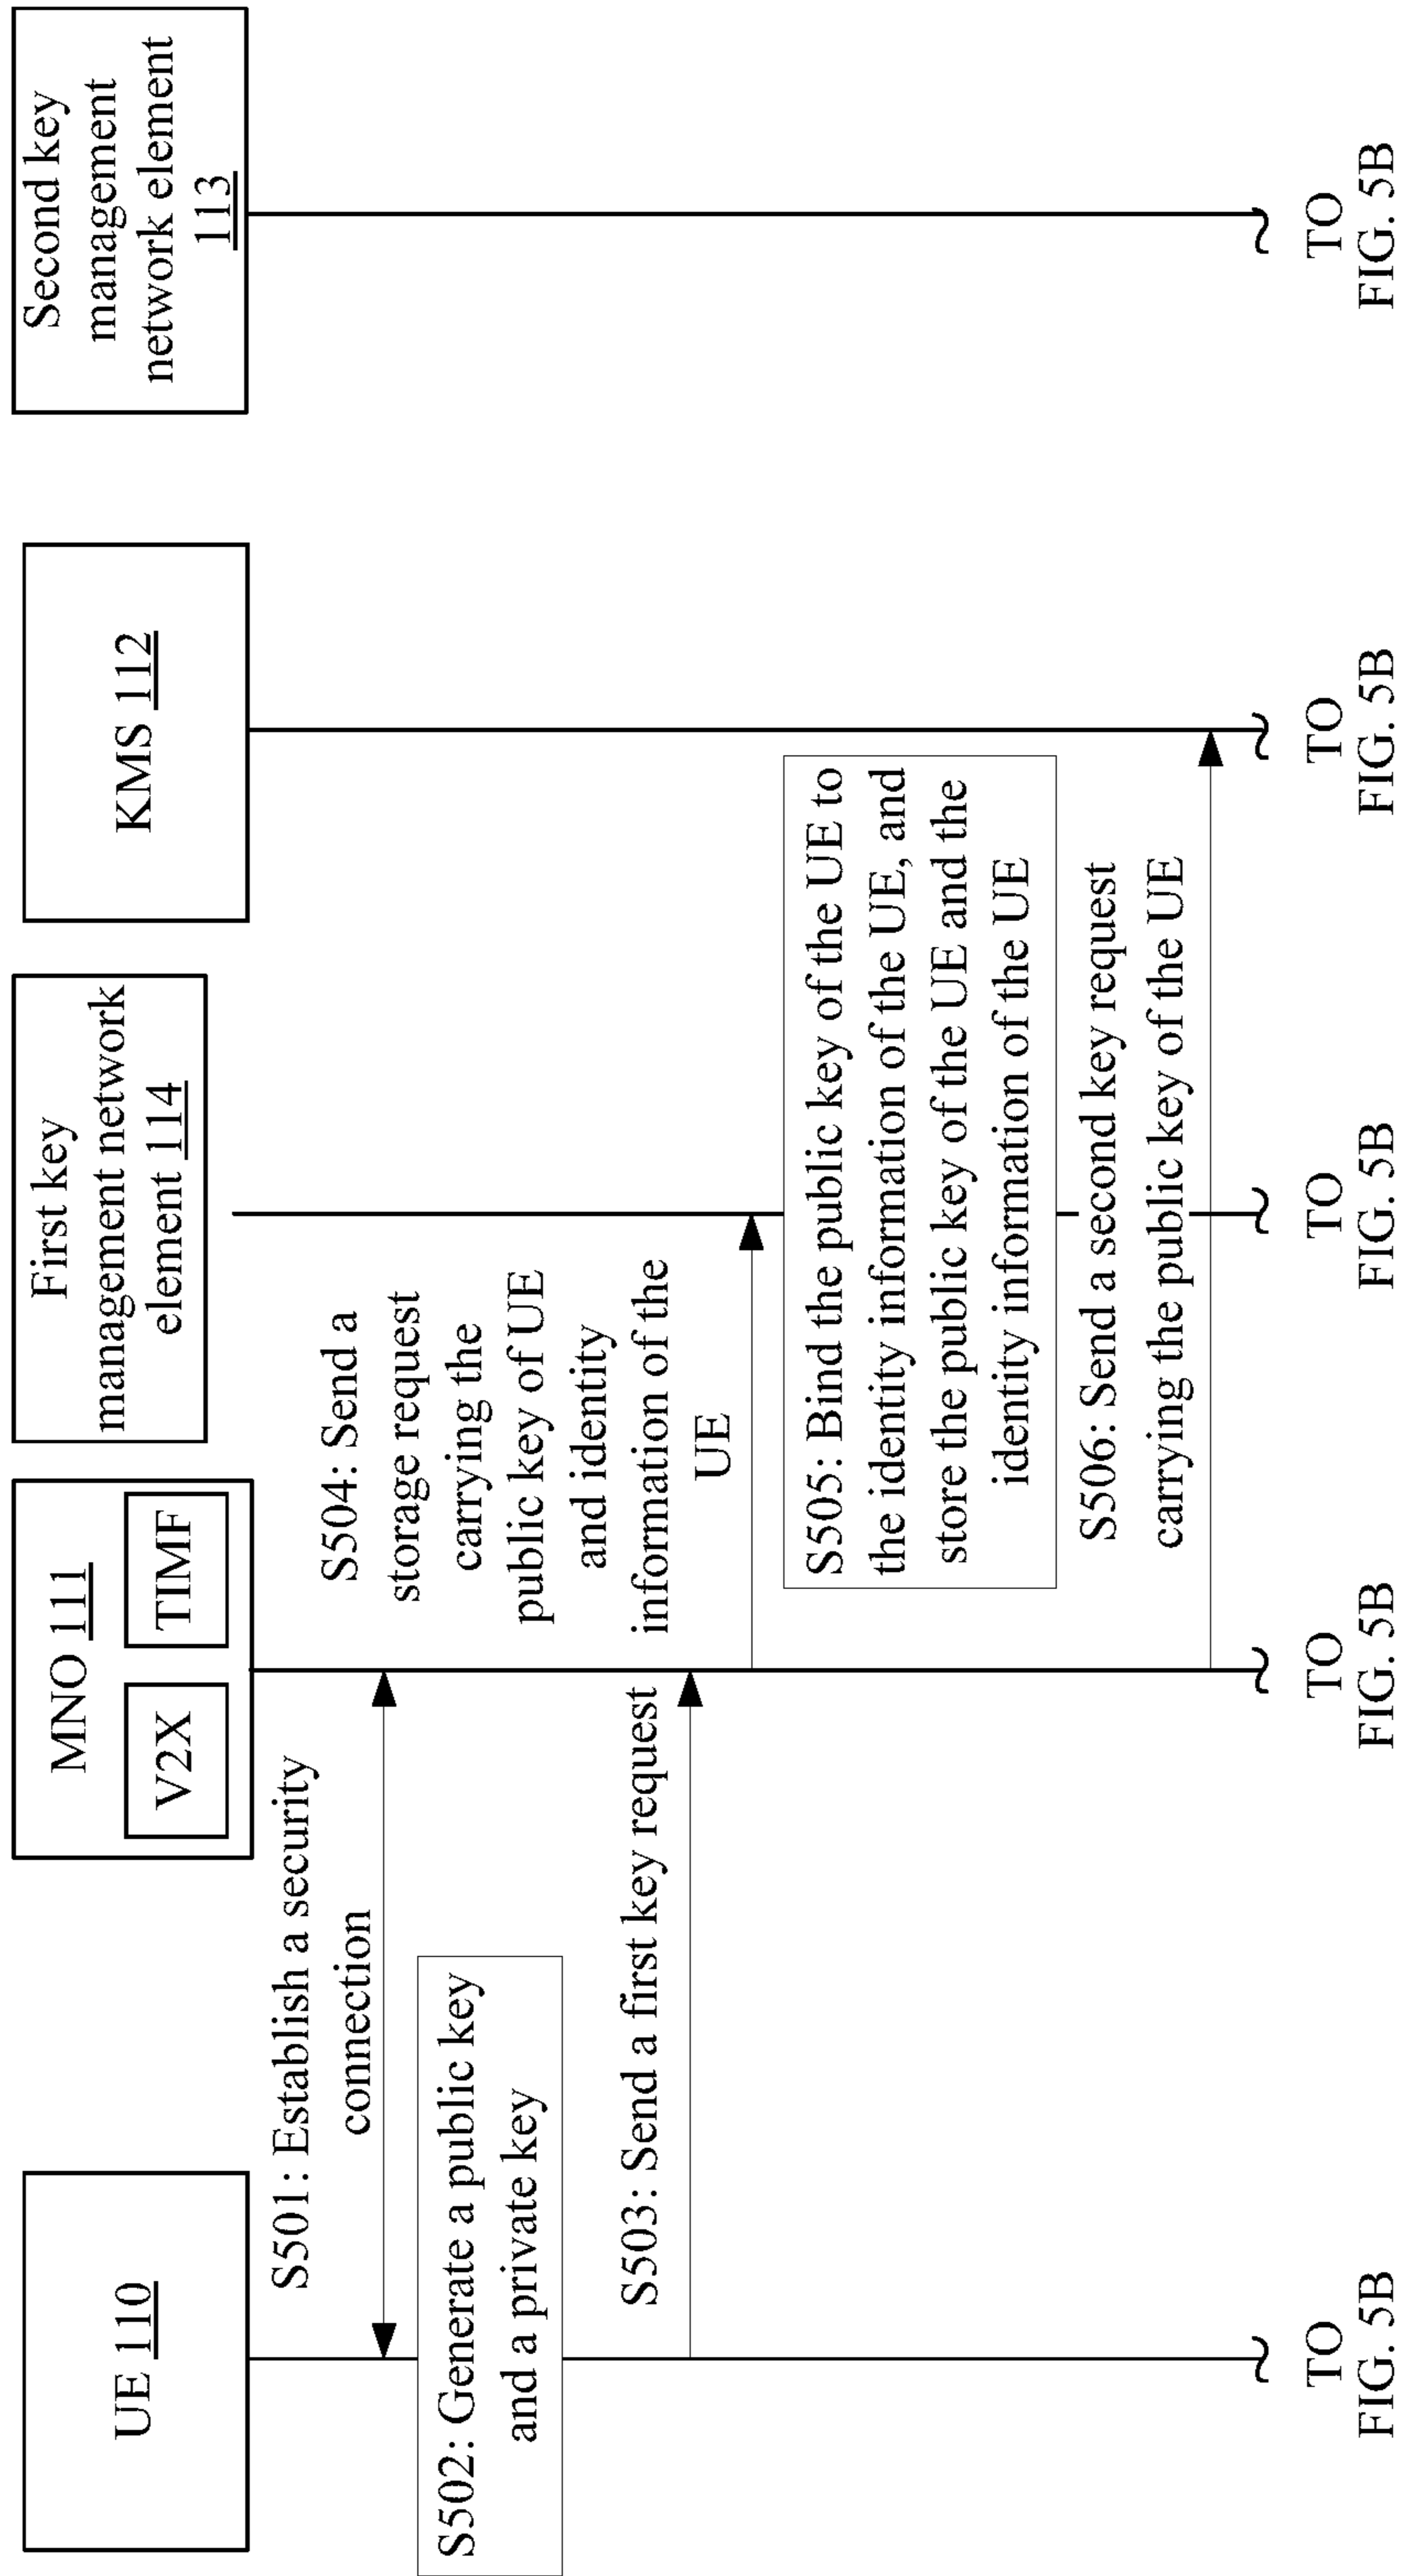 UE 110
MNO 111
V2X
TIMF
First key
management network
element 114
KMS 112
Second key
management
network element
113
S501: Establish a security
connection
S502: Generate a public key
and a private key
S503: Send a first key request
S504: Send a
storage request
carrying the
public key of UE
and identity
information of the
UE
S505: Bind the public key of the UE to
the identity information of the UE, and
store the public key of the UE and the
identity information of the UE
S506: Send a second key request
carrying the public key of the UE
TO
FIG. 5B
TO
FIG. 5B
TO
FIG. 5B
TO
FIG. 5B
TO
FIG. 5B